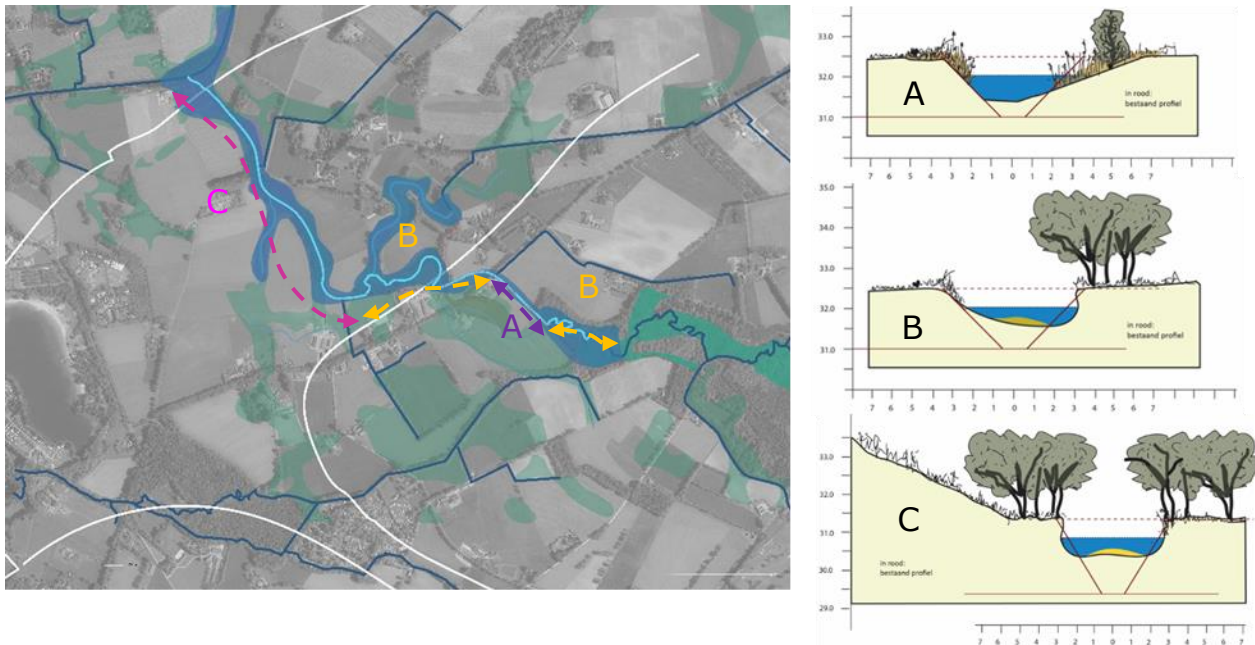 C
B
B
A
33.0
32.0
31.0
A
in rood:
bestaand profiel
7 6 5 4 3 2 1 0 1 2 3 4 5 6 7
35.0
34.0
33.0
32.0
31.0
30.0
B
in rood:
bestaand profiel
7 6 5 4 3 2 1 0 1 2 3 4 5 6 7
33.0
32.0
31.0
30.0
29.0
C
in rood:
bestaand profiel
7 6 5 4 3 2 1 0 1 2 3 4 5 6 7